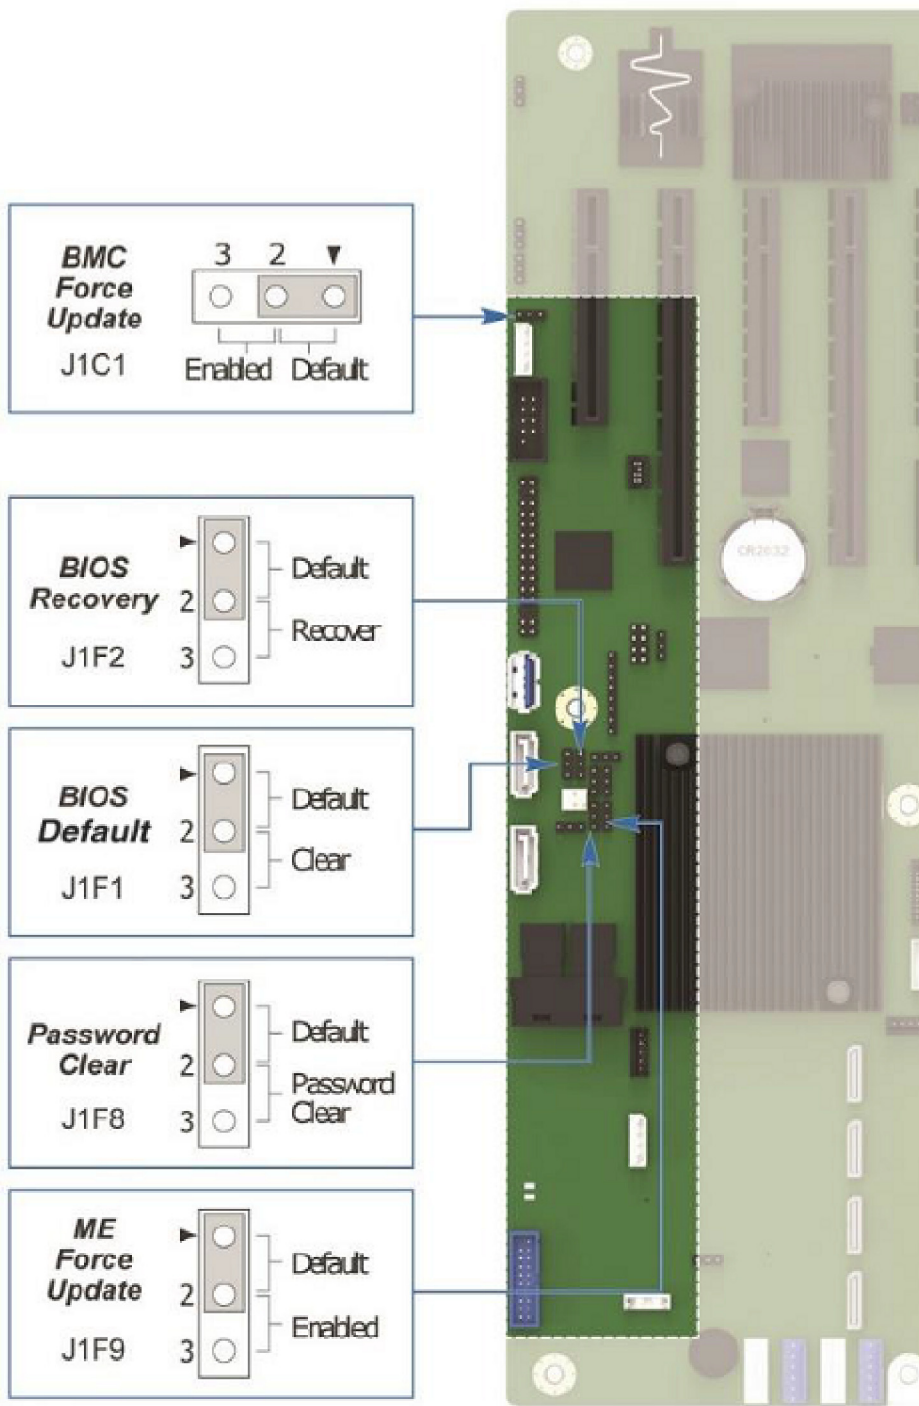 BMC
Force
Update
J1C1
3 2
Enabled Default
BIOS
Recovery
J1F2
2
3
Default
Recover
BIOS
Default
J1F1
2
3
Default
Clear
Password
Clear
J1F8
2
3
Default
Password
Clear
ME
Force
Update
J1F9
2
3
Default
Enabled
CR2032